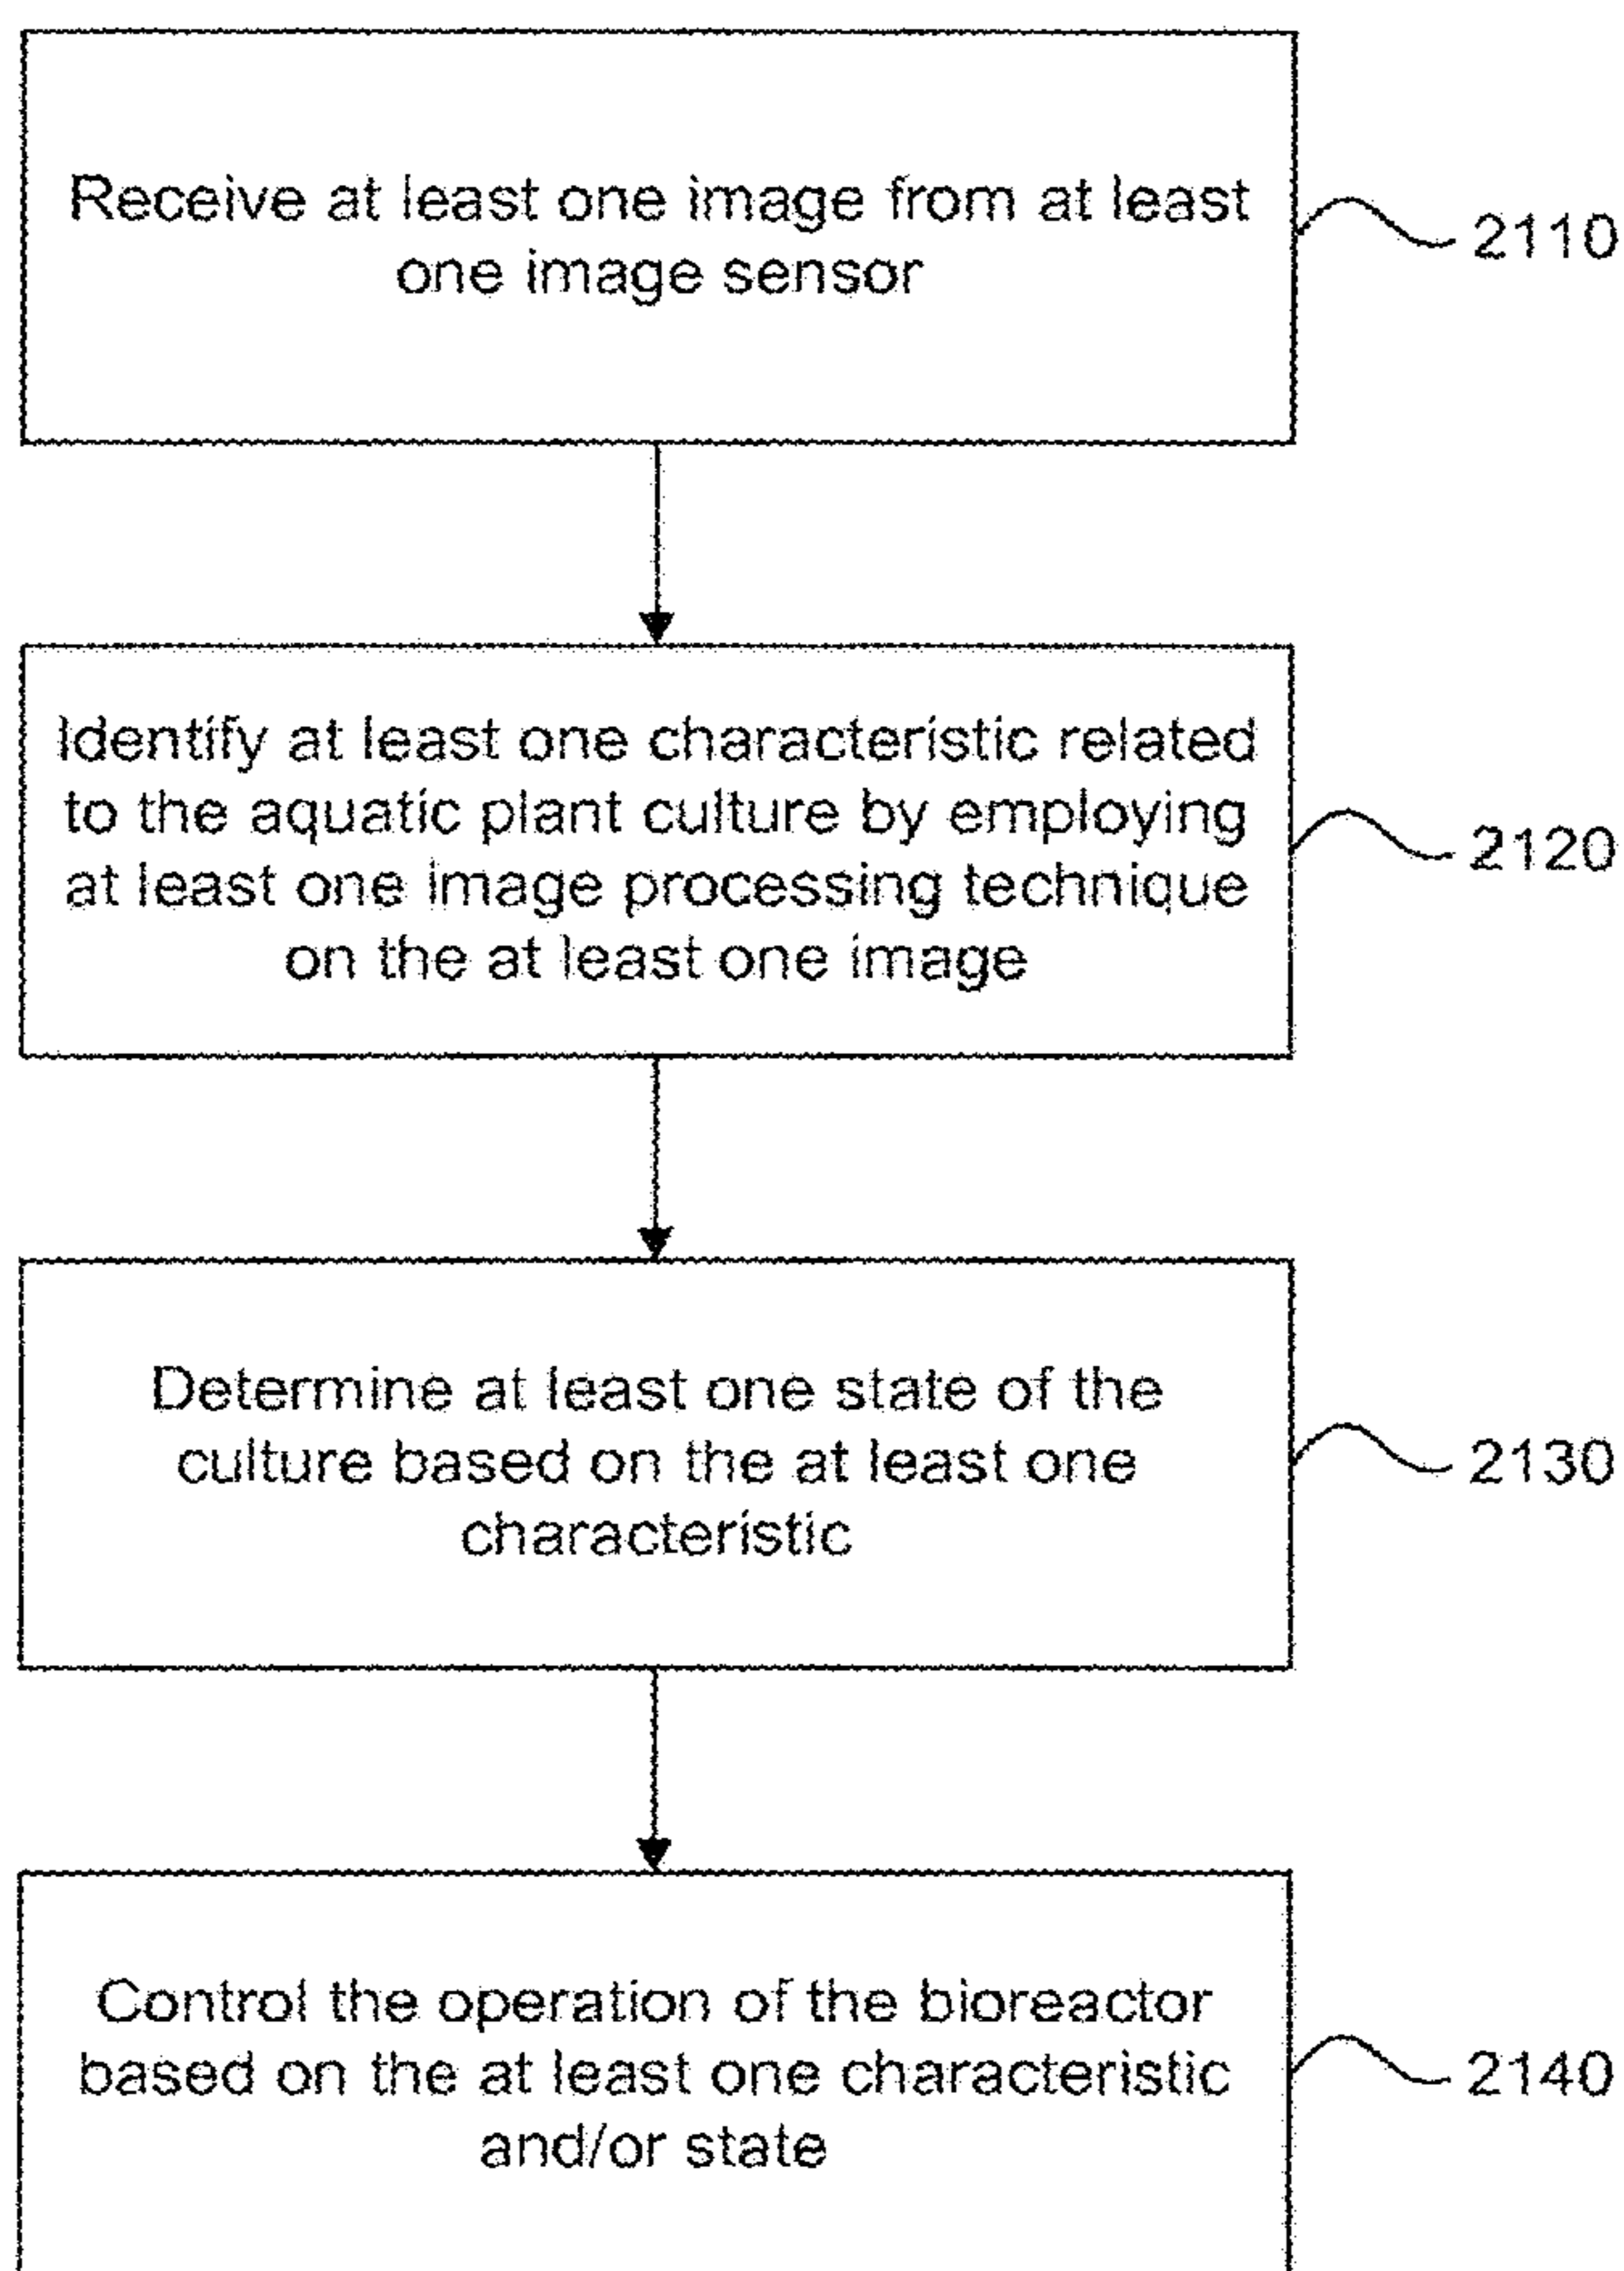 Receive at least one image from at least
one image sensor
2110
Identify at least one characteristic related
to the aquatic plant culture by employing
at least one image processing technique
on the at least one image
2120
Determine at least one state of the
culture based on the at least one
characteristic
2130
Control the operation of the bioreactor
based on the at least one characteristic
and/or state
2140